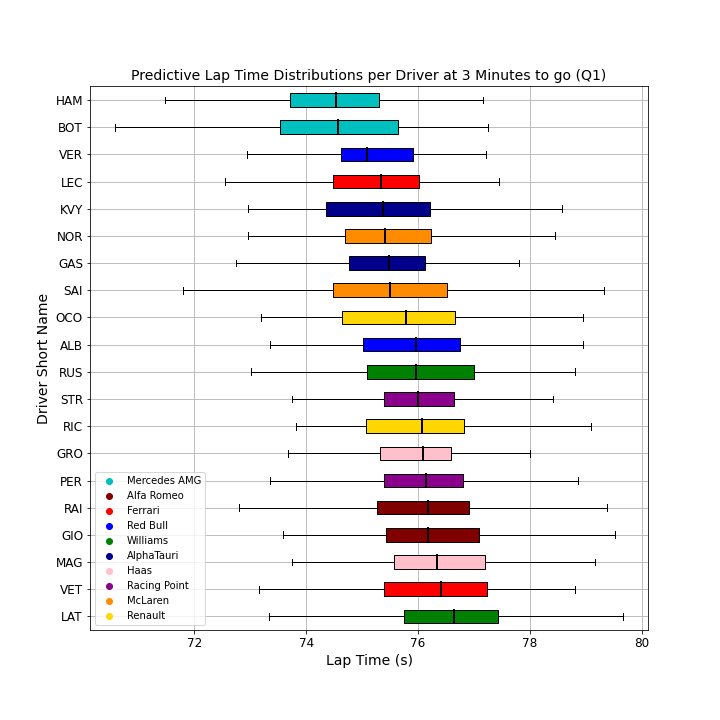 Predictive Lap Time Distributions per Driver at 3 Minutes to go (Q1)
HAM
BOT
VER
LEC
KVY
NOR
GAS
SAI
OCO
ALB
RUS
STR
RIC
GRO
PER
RAI
GIO
MAG
VET
LAT
Driver Short Name
Mercedes AMG
Alfa Romeo
Ferrari
Red Bull
Williams
AlphaTauri
Haas
Racing Point
McLaren
Renault
72 74 76 78 80
Lap Time (s)